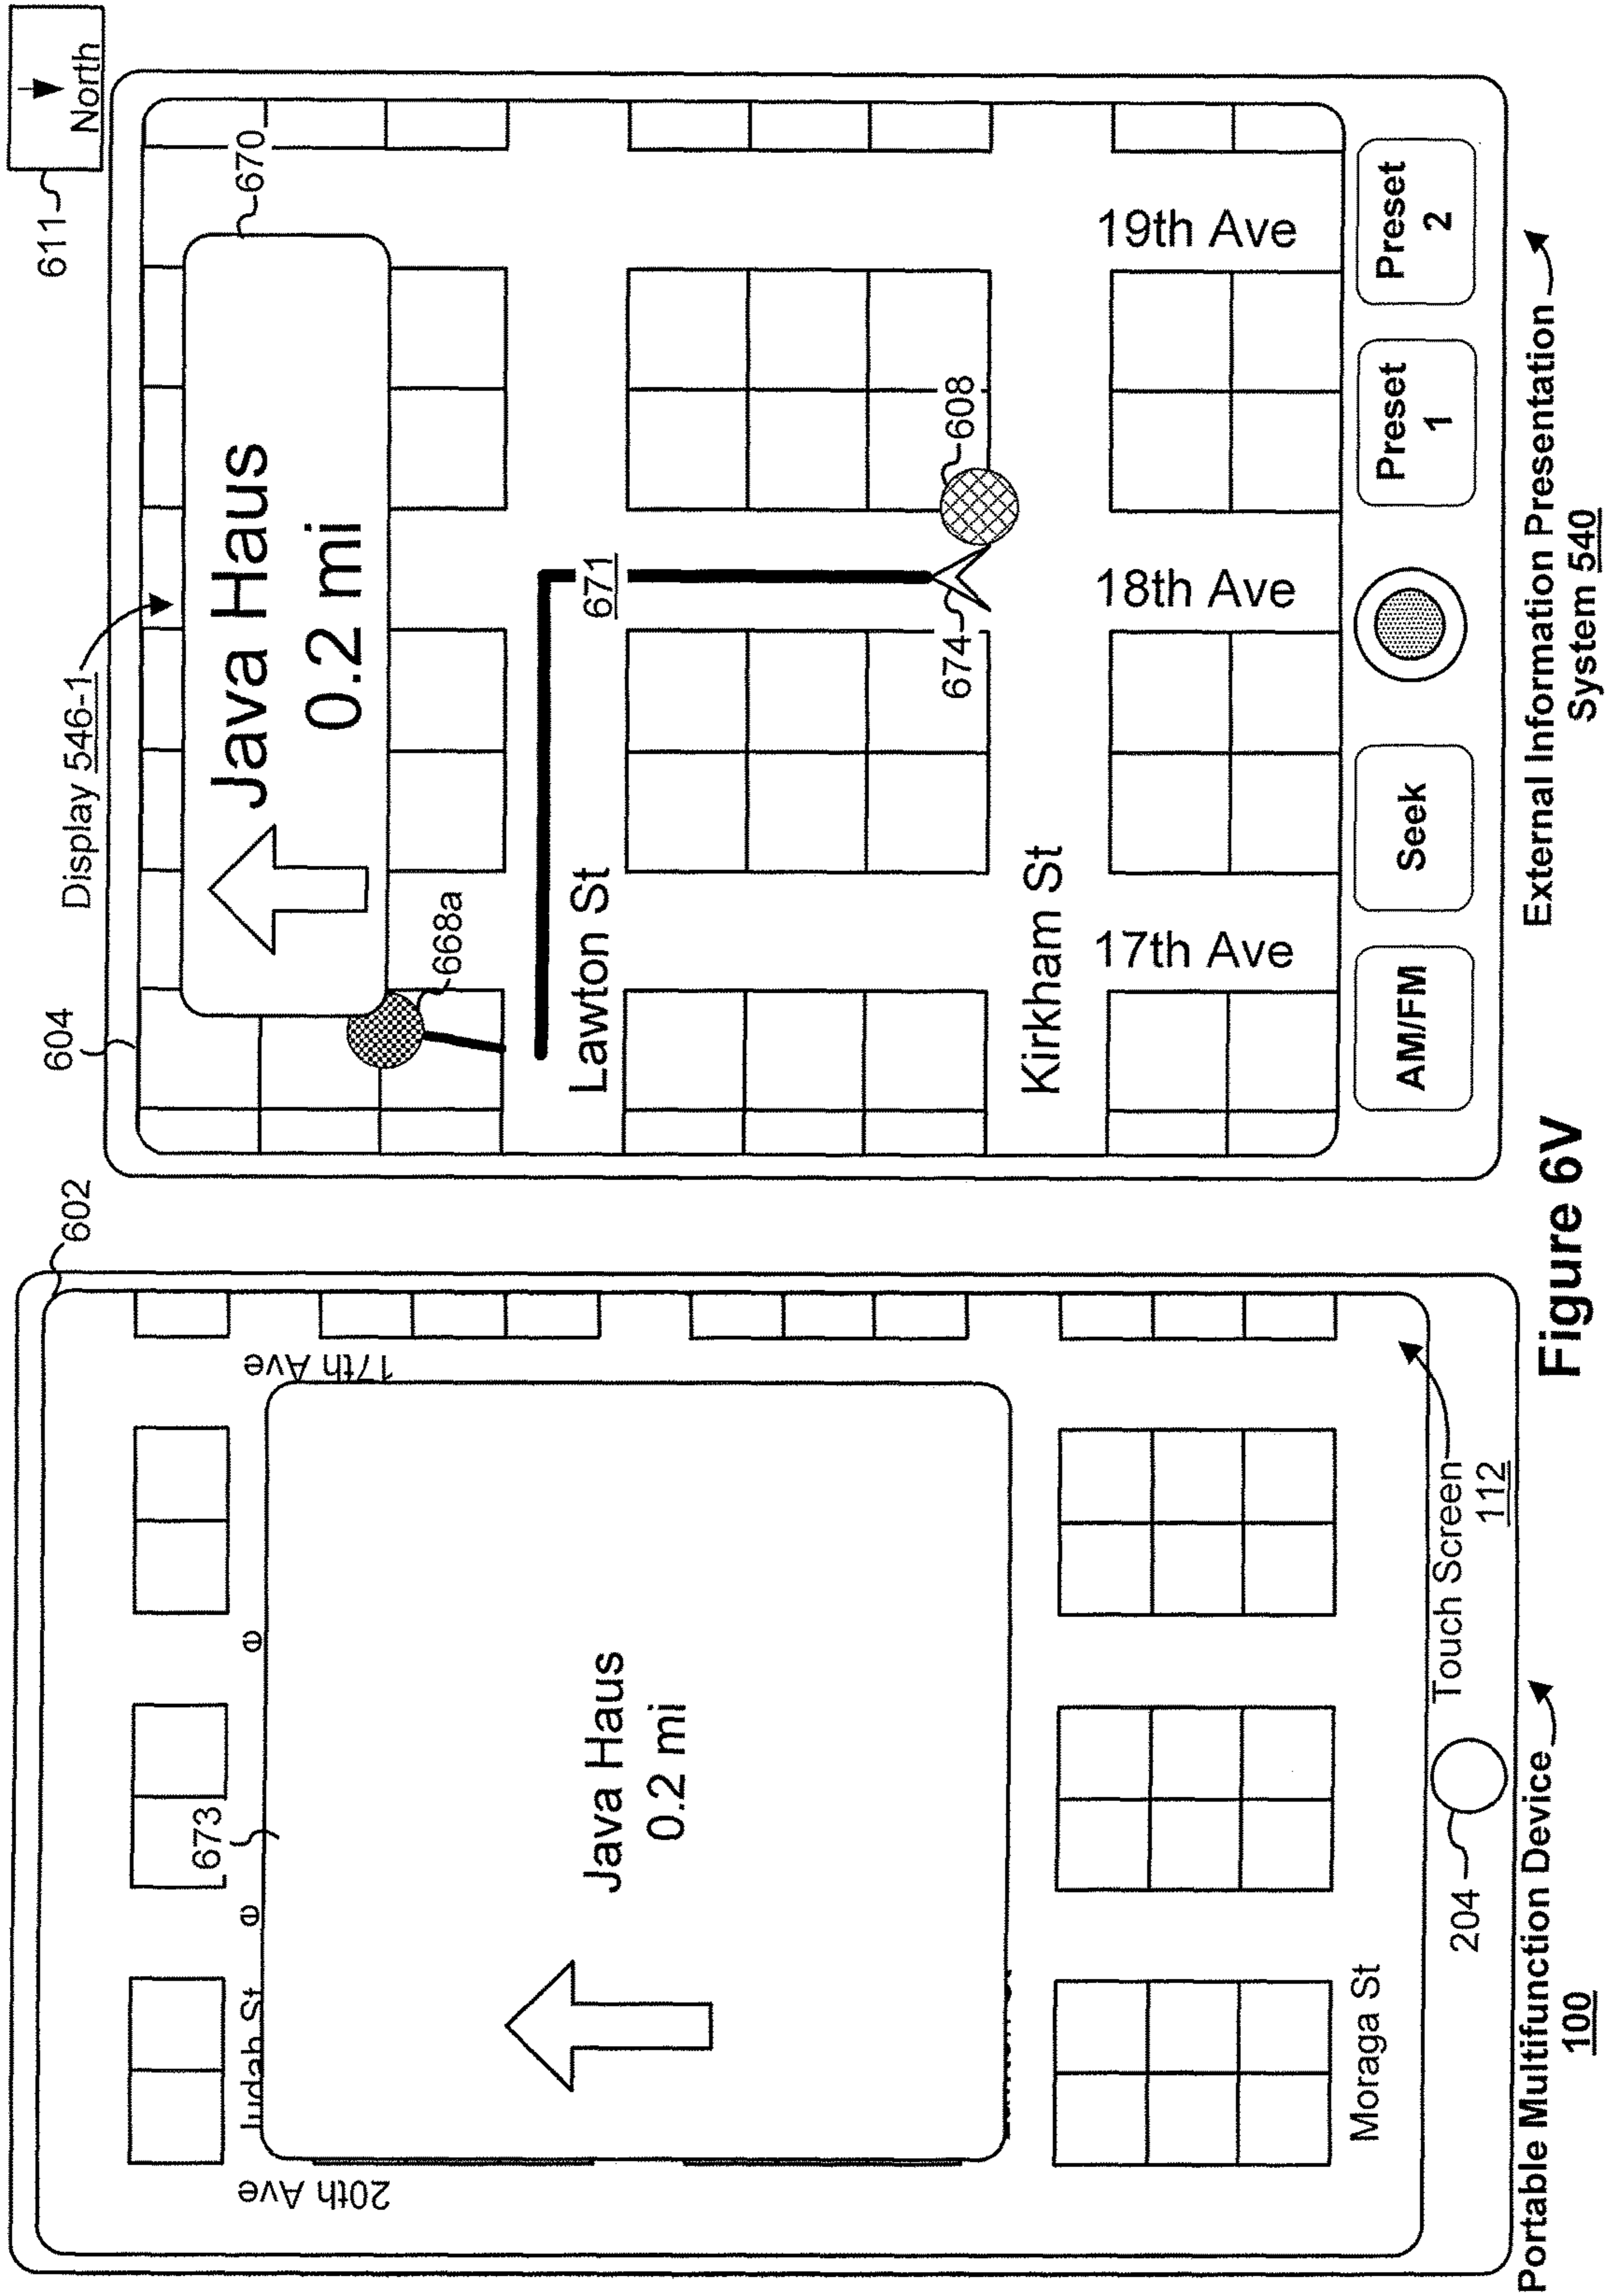 Portable Multifunction Device
100
Touch Screen
112
204
602
673
Java Haus
0.2 mi
20th Ave
17th Ave
e
e
Judah St
Moraga St
Figure 6V
External Information Presentation
System 540
Display 546-1
604
611
North
670
Java Haus
0.2 mi
668a
671
608
674
Lawton St
Kirkham St
17th Ave
18th Ave
19th Ave
AM/FM
Seek
Preset
1
Preset
2